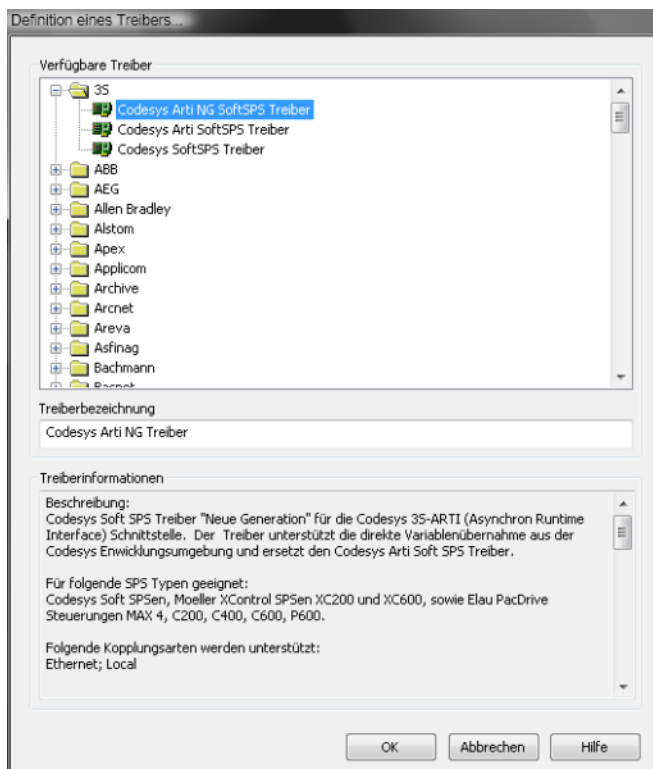 Definition eines Treibers...
Verfügbare Treiber
3S
Codesys Arti NG SoftSPS Treiber
Codesys Arti SoftSPS Treiber
Codesys SoftSPS Treiber
ABB
AEG
Allen Bradley
Alstom
Apex
Applicom
Archive
Arcnet
Areva
Asfinag
Bachmann
Bacnet
Treiberbezeichnung
Codesys Arti NG Treiber
Treiberinformationen
Beschreibung:
Codesys Soft SPS Treiber "Neue Generation" für die Codesys 3S-ARTI (Asynchron Runtime
Interface) Schnittstelle. Der Treiber unterstützt die direkte Variablenübernahme aus der
Codesys Enwicklungsumgebung und ersetzt den Codesys Arti Soft SPS Treiber.
Für folgende SPS Typen geeignet:
Codesys Soft SPSen, Moeller XControl SPSen XC200 und XC600, sowie Elau PacDrive
Steuerungen MAX 4, C200, C400, C600, P600.
Folgende Kopplungsarten werden unterstützt:
Ethernet; Local
OK Abbrechen Hilfe